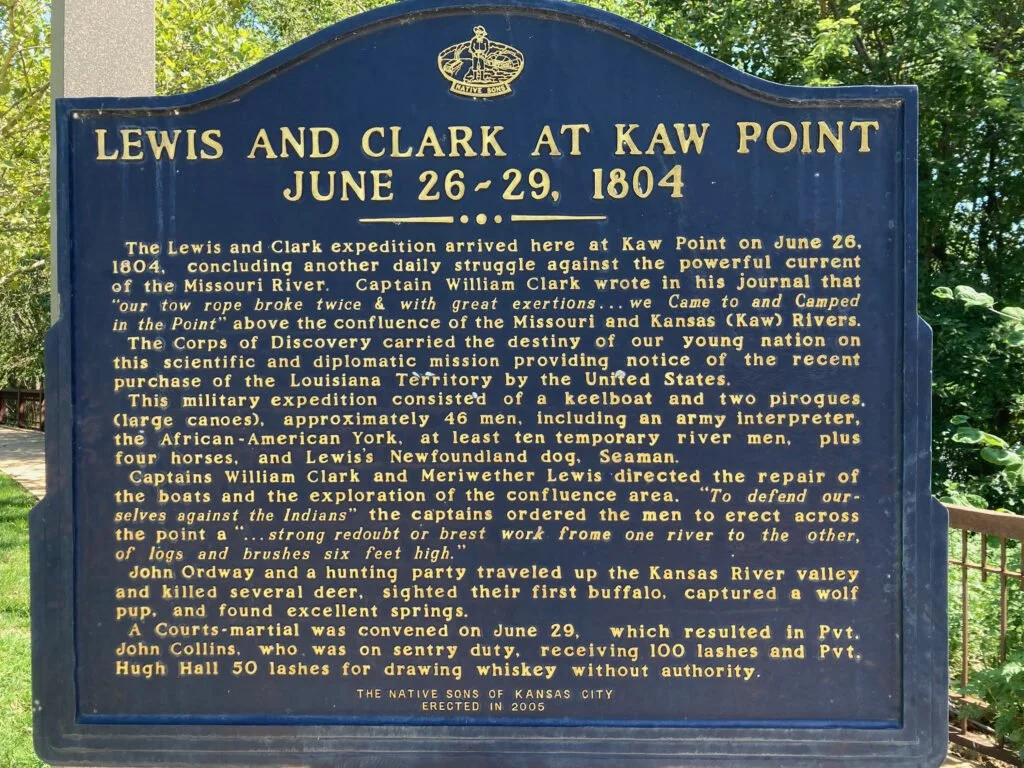 NATIVE SONS
LEWIS AND CLARK AT KAW POINT
JUNE 26~29, 1804
The Lewis and Clark expedition arrived here at Kaw Point on June 26,
1804, concluding another daily struggle against the powerful current
of the Missouri River. Captain William Clark wrote in his journal that
"our tow rope broke twice & with great exertions...we Came to and Camped
in the Point" above the confluence of the Missouri and Kansas (Kaw) Rivers.
The Corps of Discovery carried the destiny of our young nation on
this scientific and diplomatic mission providing notice of the recent
purchase of the Louisiana Territory by the United States.
This military expedition consisted of a keelboat and two pirogues,
(large canoes), approximately 46 men, including an army interpreter,
the African-American York, at least ten temporary river men, plus
four horses, and Lewis's Newfoundland dog, Seaman.
Captains William Clark and Meriwether Lewis directed the repair of
the boats and the exploration of the confluence area. "To defend our-
selves against the Indians" the captains ordered the men to erect across
the point a "...strong redoubt or brest work frome one river to the other,
of logs and brushes six feet high."
John Ordway and a hunting party traveled up the Kansas River valley
and killed several deer, sighted their first buffalo, captured a wolf
pup, and found excellent springs.
A Courts-martial was convened on June 29, which resulted in Pvt.
John Collins, who was on sentry duty, receiving 100 lashes and Pvt.
Hugh Hall 50 lashes for drawing whiskey without authority.
THE NATIVE SONS OF KANSAS CITY
ERECTED IN 2005